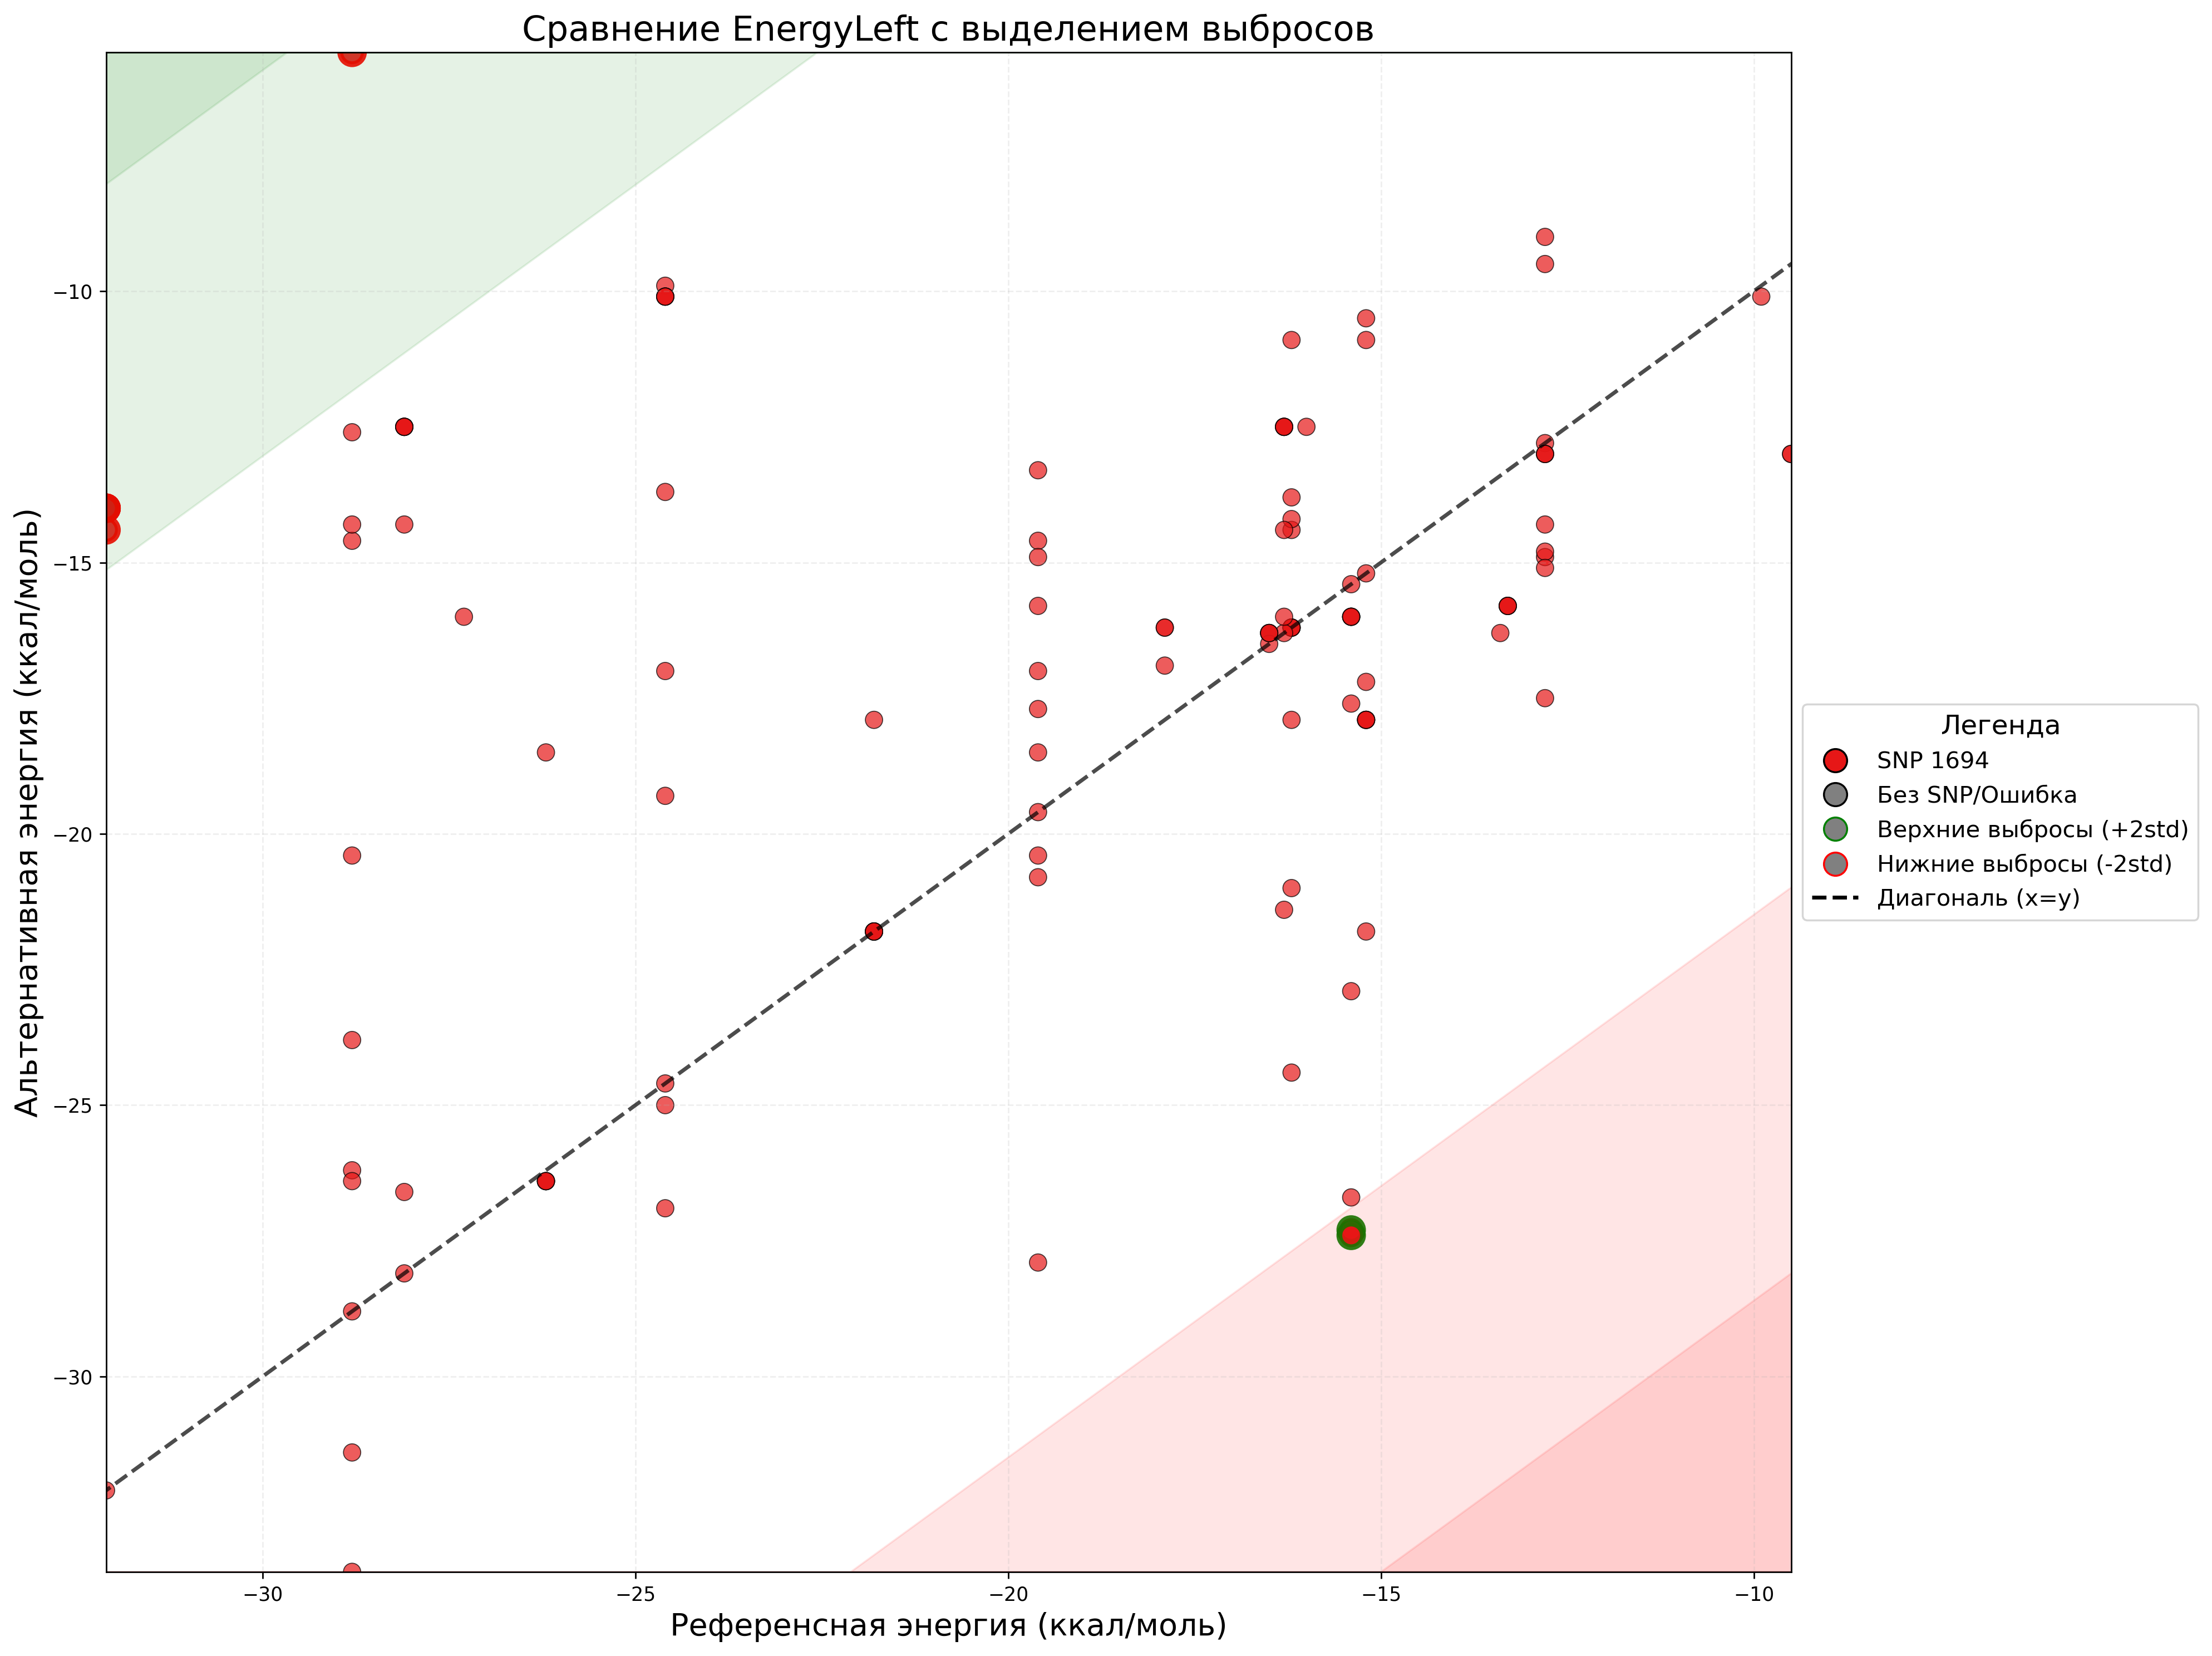 Сравнение EnergyLeft с выделением выбросов
Альтернативная энергия (ккал/моль)
−10
−15
−20
−25
−30
−30
−25
−20
−15
−10
Референсная энергия (ккал/моль)
Легенда
SNP 1694
Без SNP/Ошибка
Верхние выбросы (+2std)
Нижние выбросы (-2std)
Диагональ (x=y)